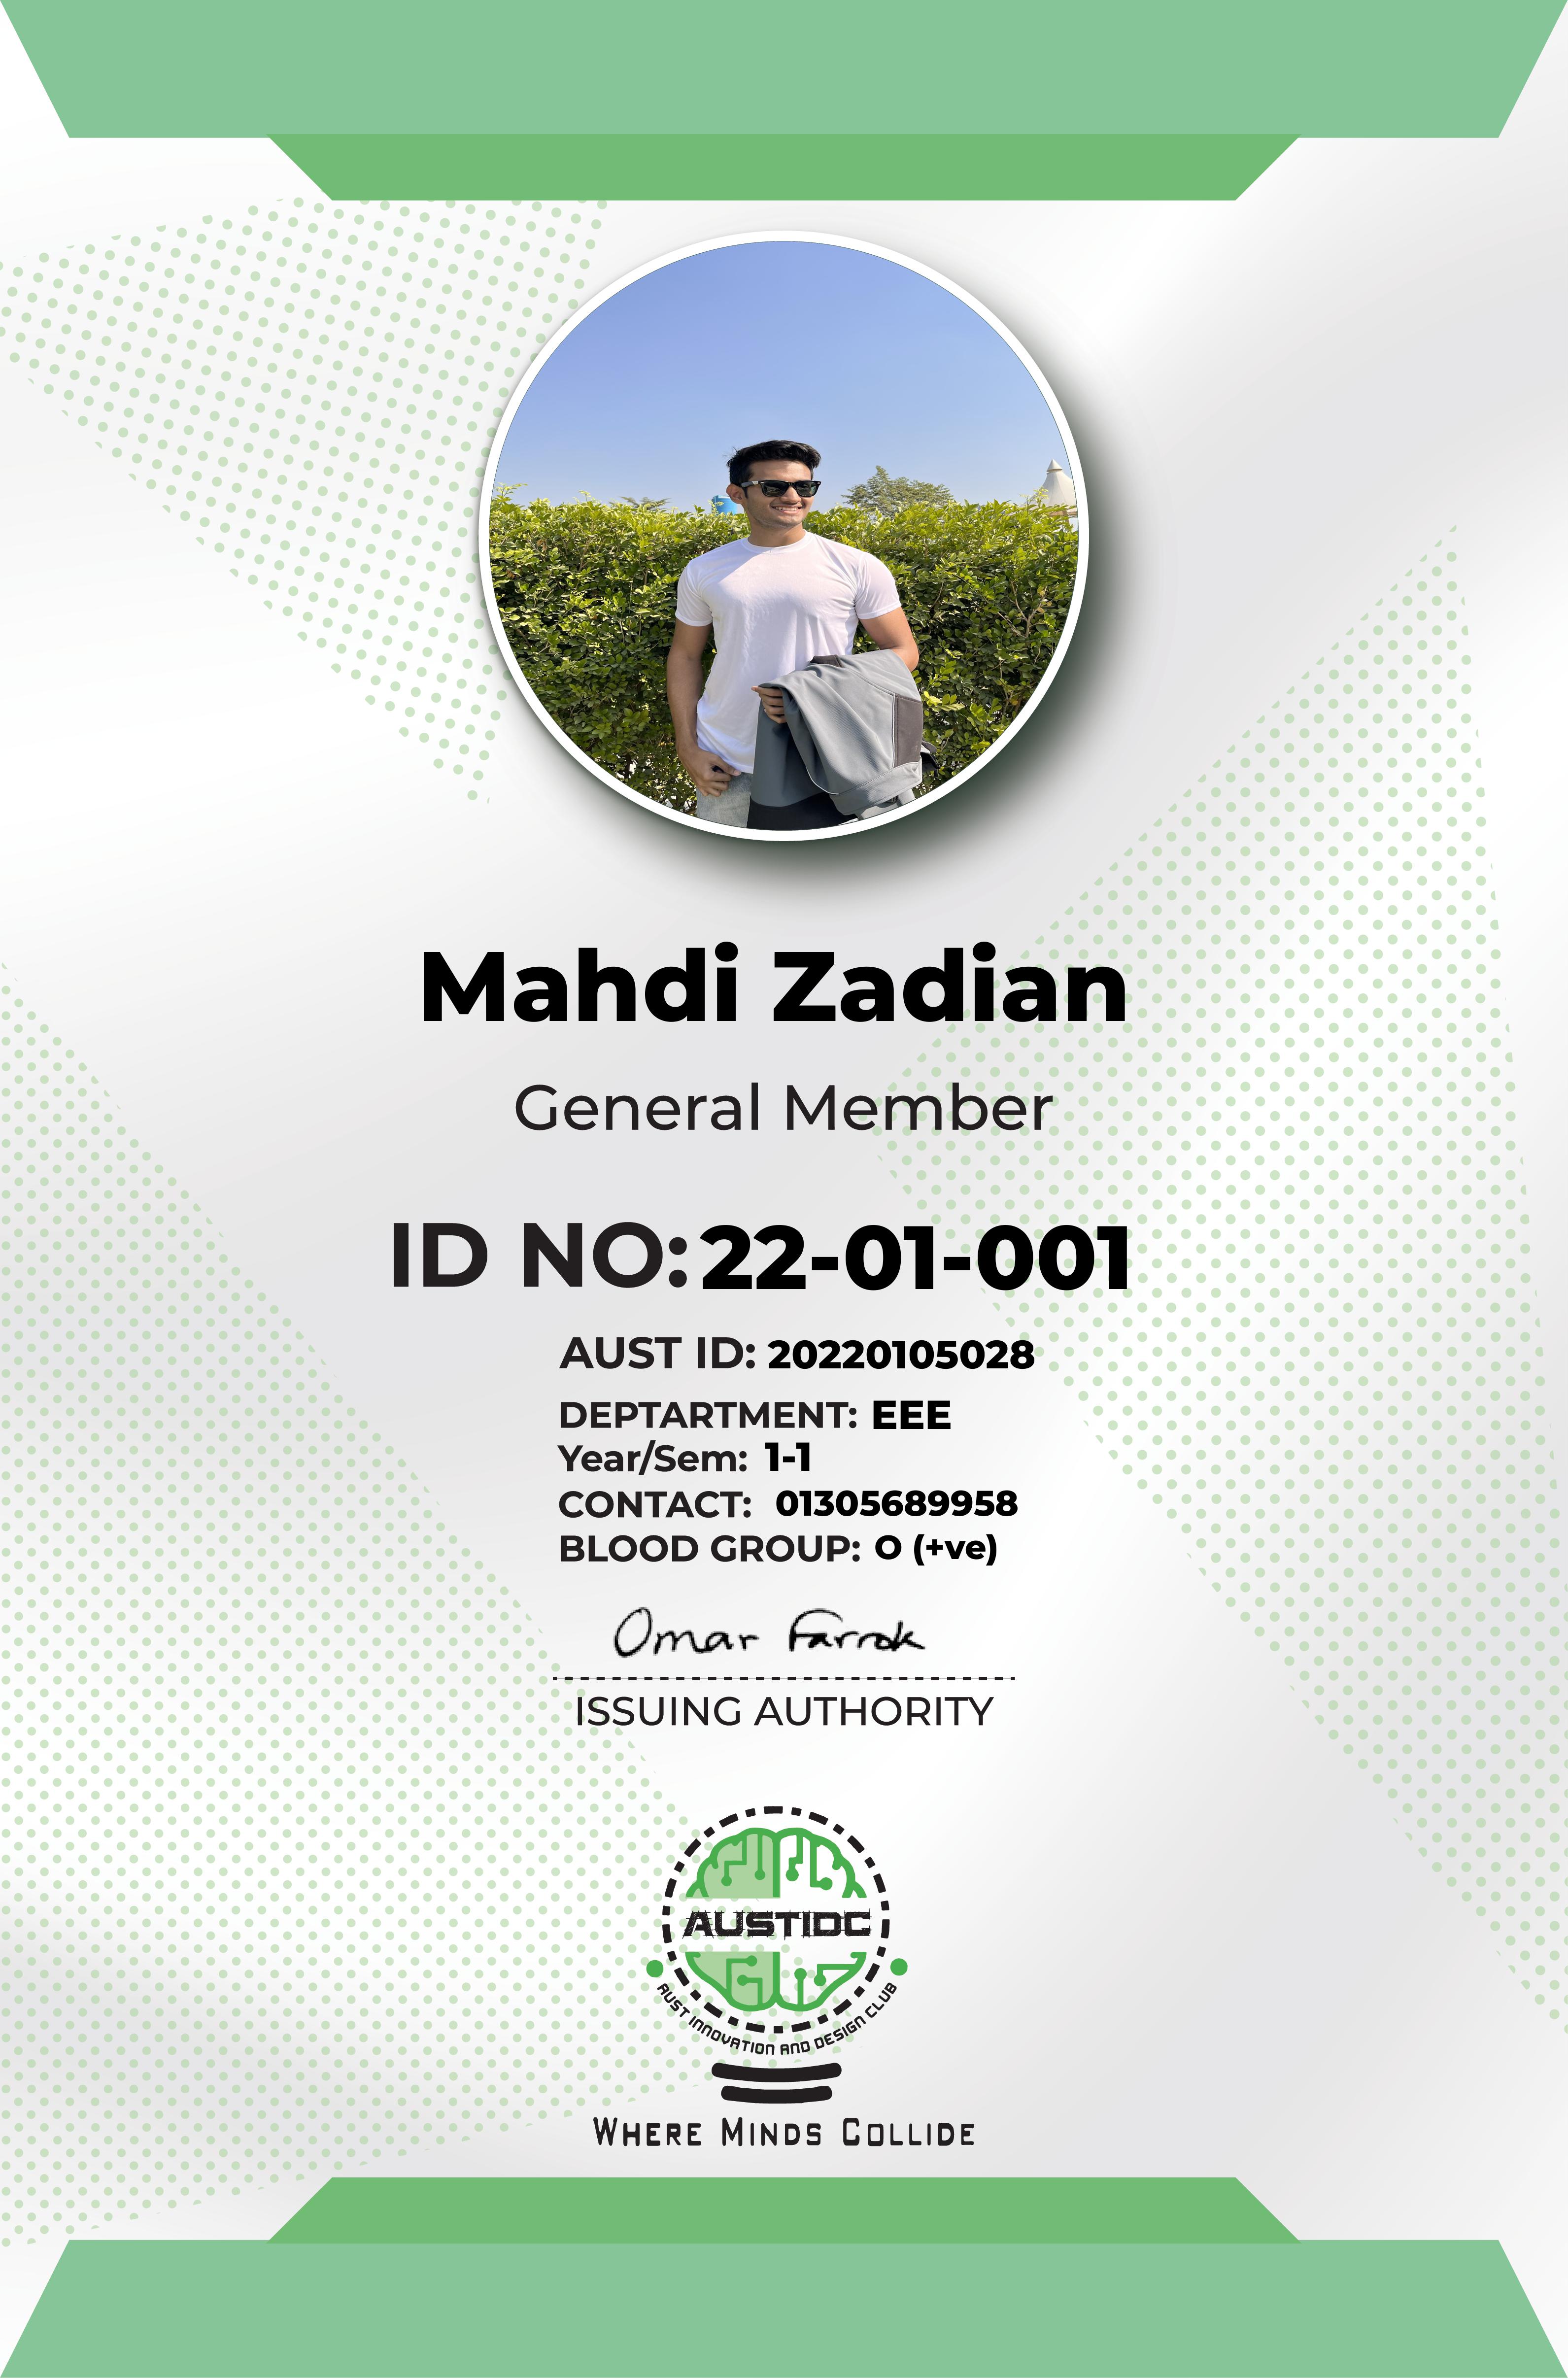 Mahdi Zadian
General Member
ID NO: 22-01-001
AUST ID: 20220105028
DEPTARTMENT: EEE
Year/Sem: 1-1
CONTACT: 01305689958
BLOOD GROUP: O (+ve)
Omar Farrok
ISSUING AUTHORITY
AUSTIDC
AUST INNOVATION AND DESIGN CLUB
WHERE MINDS COLLIDE